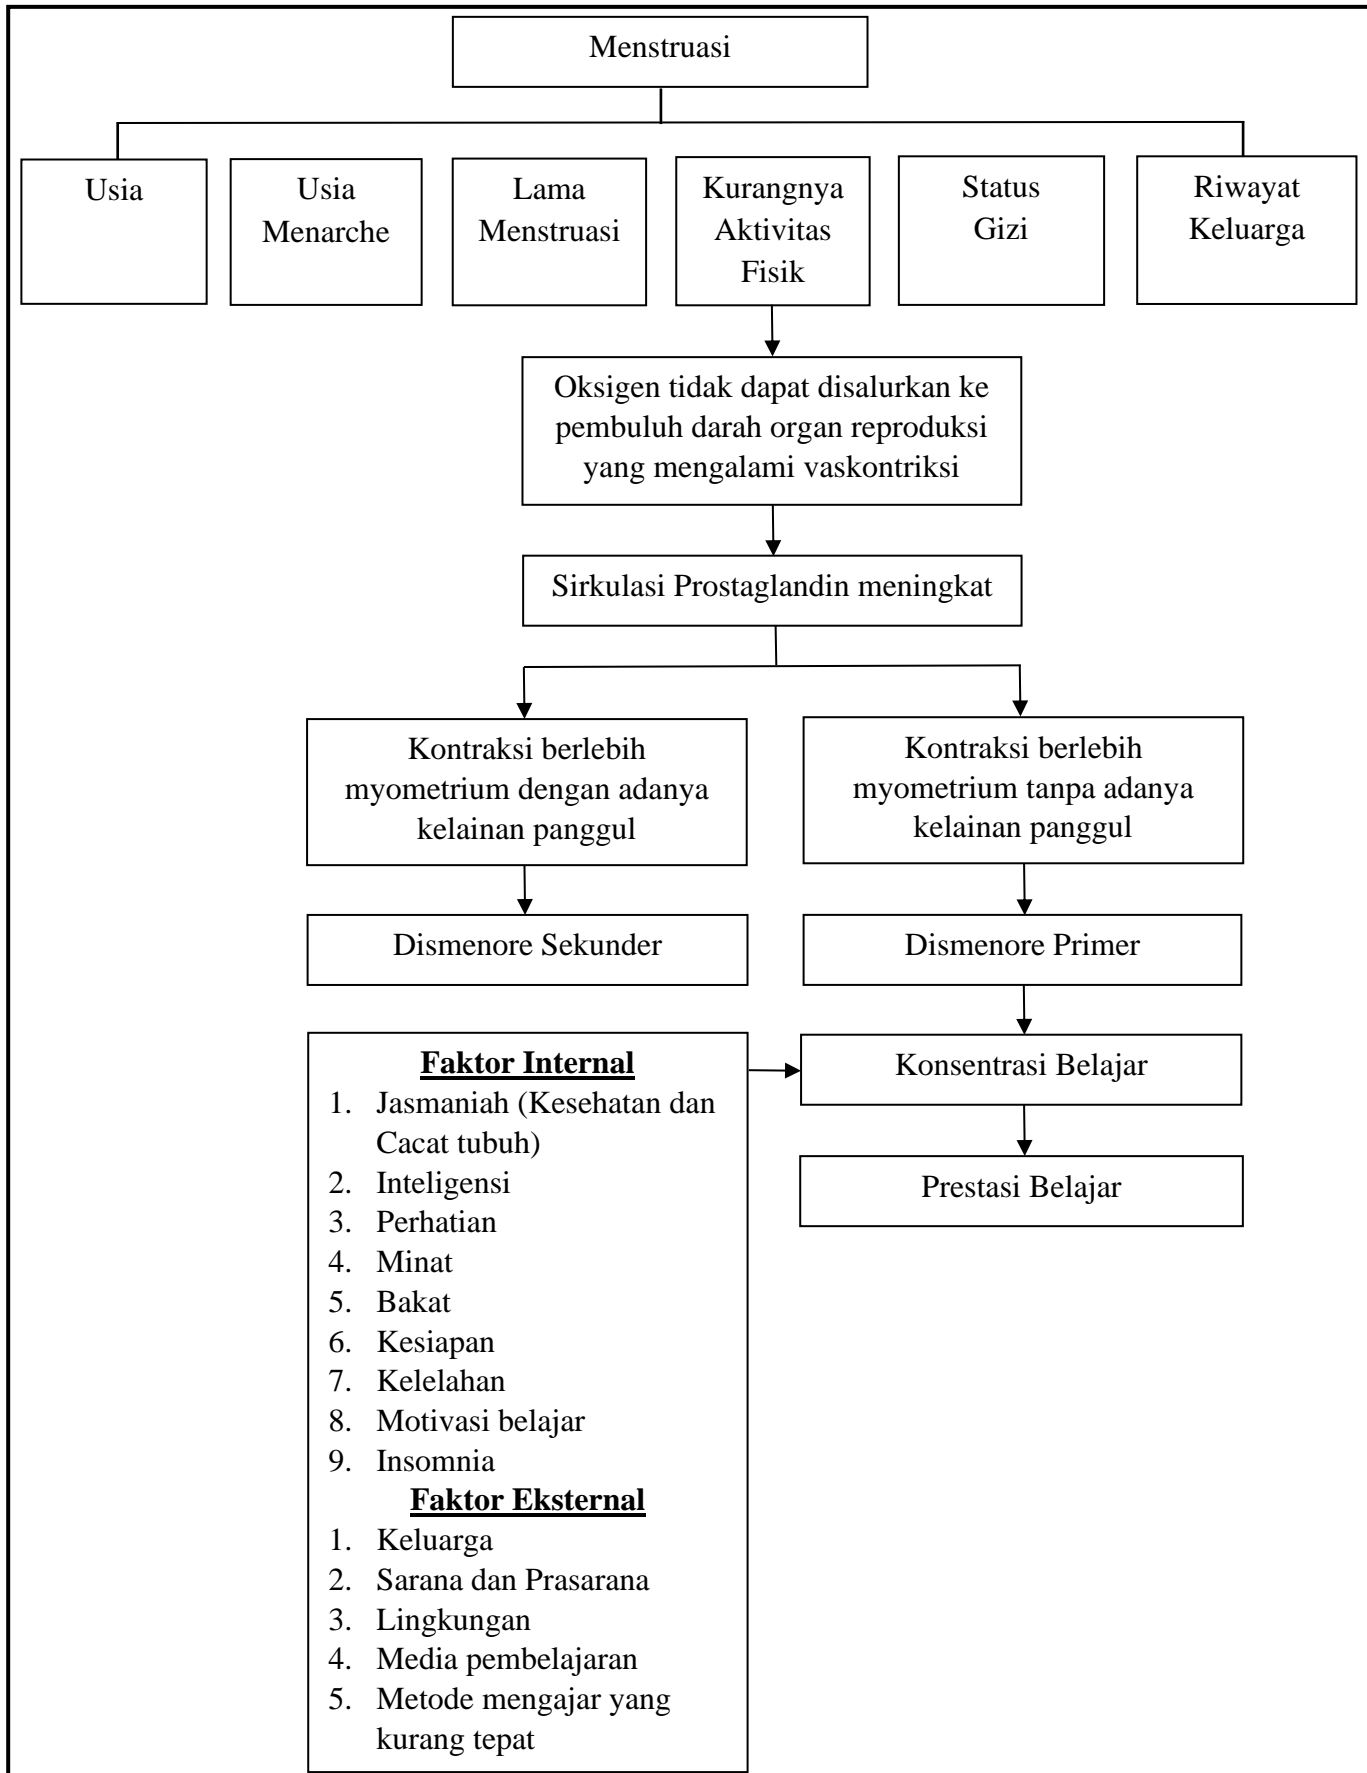 Menstruasi
Usia
Usia
Menarche
Lama
Menstruasi
Kurangnya
Aktivitas
Fisik
Status
Gizi
Riwayat
Keluarga
Oksigen tidak dapat disalurkan ke
pembuluh darah organ reproduksi
yang mengalami vaskontriksi
Sirkulasi Prostaglandin meningkat
Kontraksi berlebih
myometrium dengan adanya
kelainan panggul
Kontraksi berlebih
myometrium tanpa adanya
kelainan panggul
Dismenore Sekunder
Dismenore Primer
Faktor Internal
1. Jasmaniah (Kesehatan dan
Cacat tubuh)
2. Inteligensi
3. Perhatian
4. Minat
5. Bakat
6. Kesiapan
7. Kelelahan
8. Motivasi belajar
9. Insomnia
Faktor Eksternal
1. Keluarga
2. Sarana dan Prasarana
3. Lingkungan
4. Media pembelajaran
5. Metode mengajar yang
kurang tepat
Konsentrasi Belajar
Prestasi Belajar